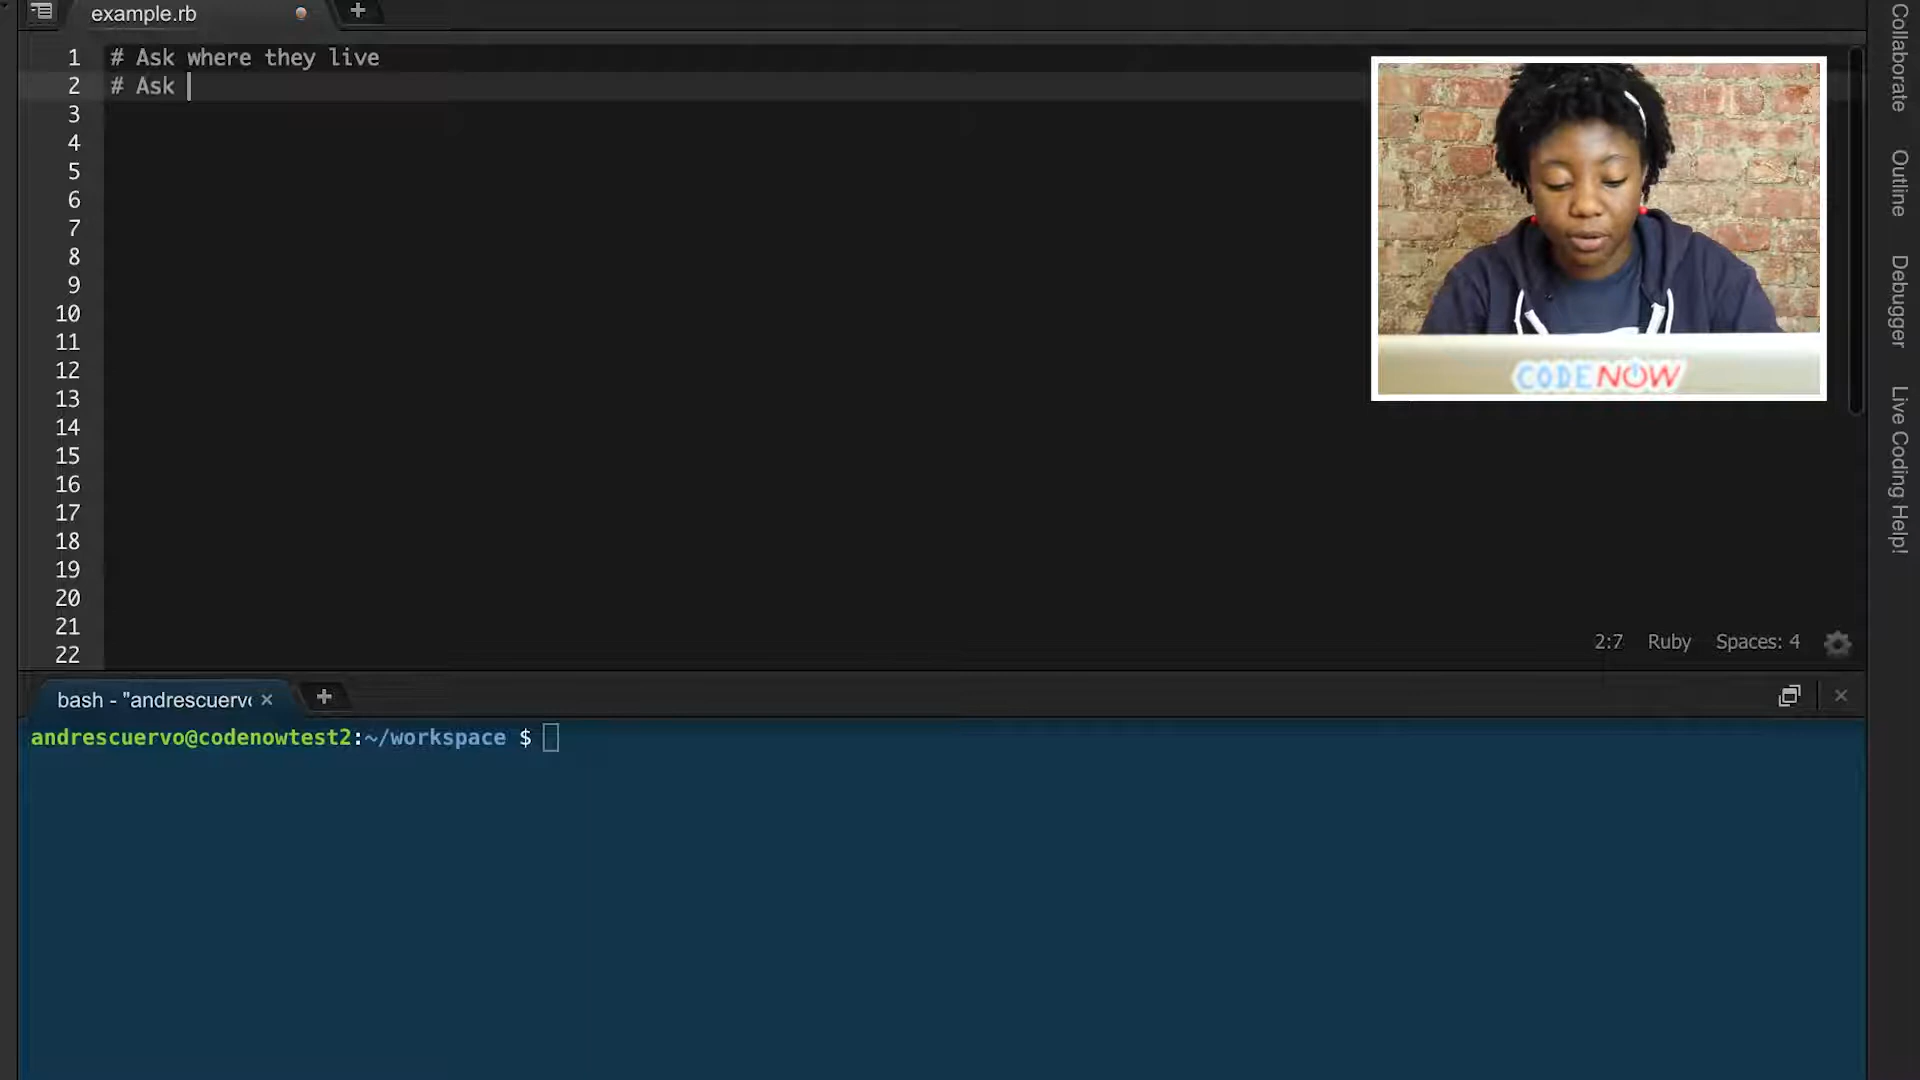 example.rb
1 # Ask where they live
2 # Ask
3
4
5
6
7
8
9
10
11
12
13
14
15
16
17
18
19
20
21
22
2:7 Ruby Spaces: 4
CODENOW
Collaborate
Outline
Debugger
Live Coding Help!
bash - "andrescuerv
andrescuervo@codenowtest2:~/workspace $